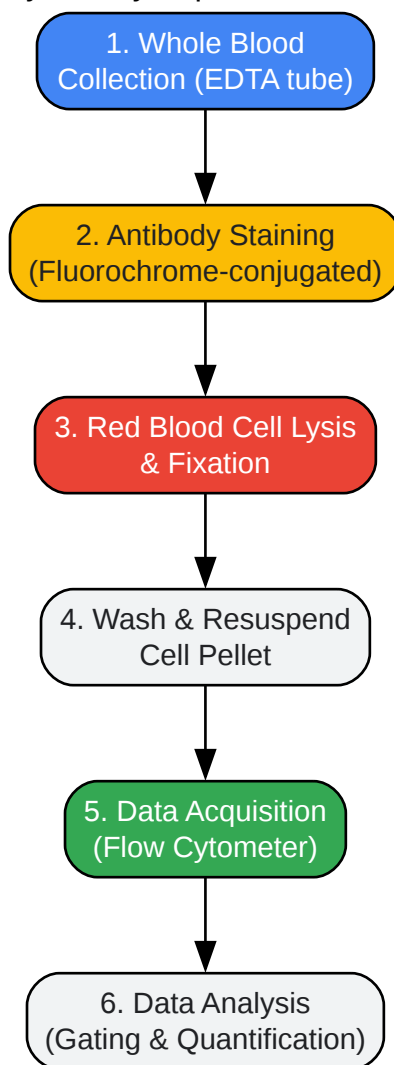 1. Whole Blood
Collection (EDTA tube)
2. Antibody Staining
(Fluorochrome-conjugated)
3. Red Blood Cell Lysis
& Fixation
4. Wash & Resuspend
Cell Pellet
5. Data Acquisition
(Flow Cytometer)
6. Data Analysis
(Gating & Quantification)